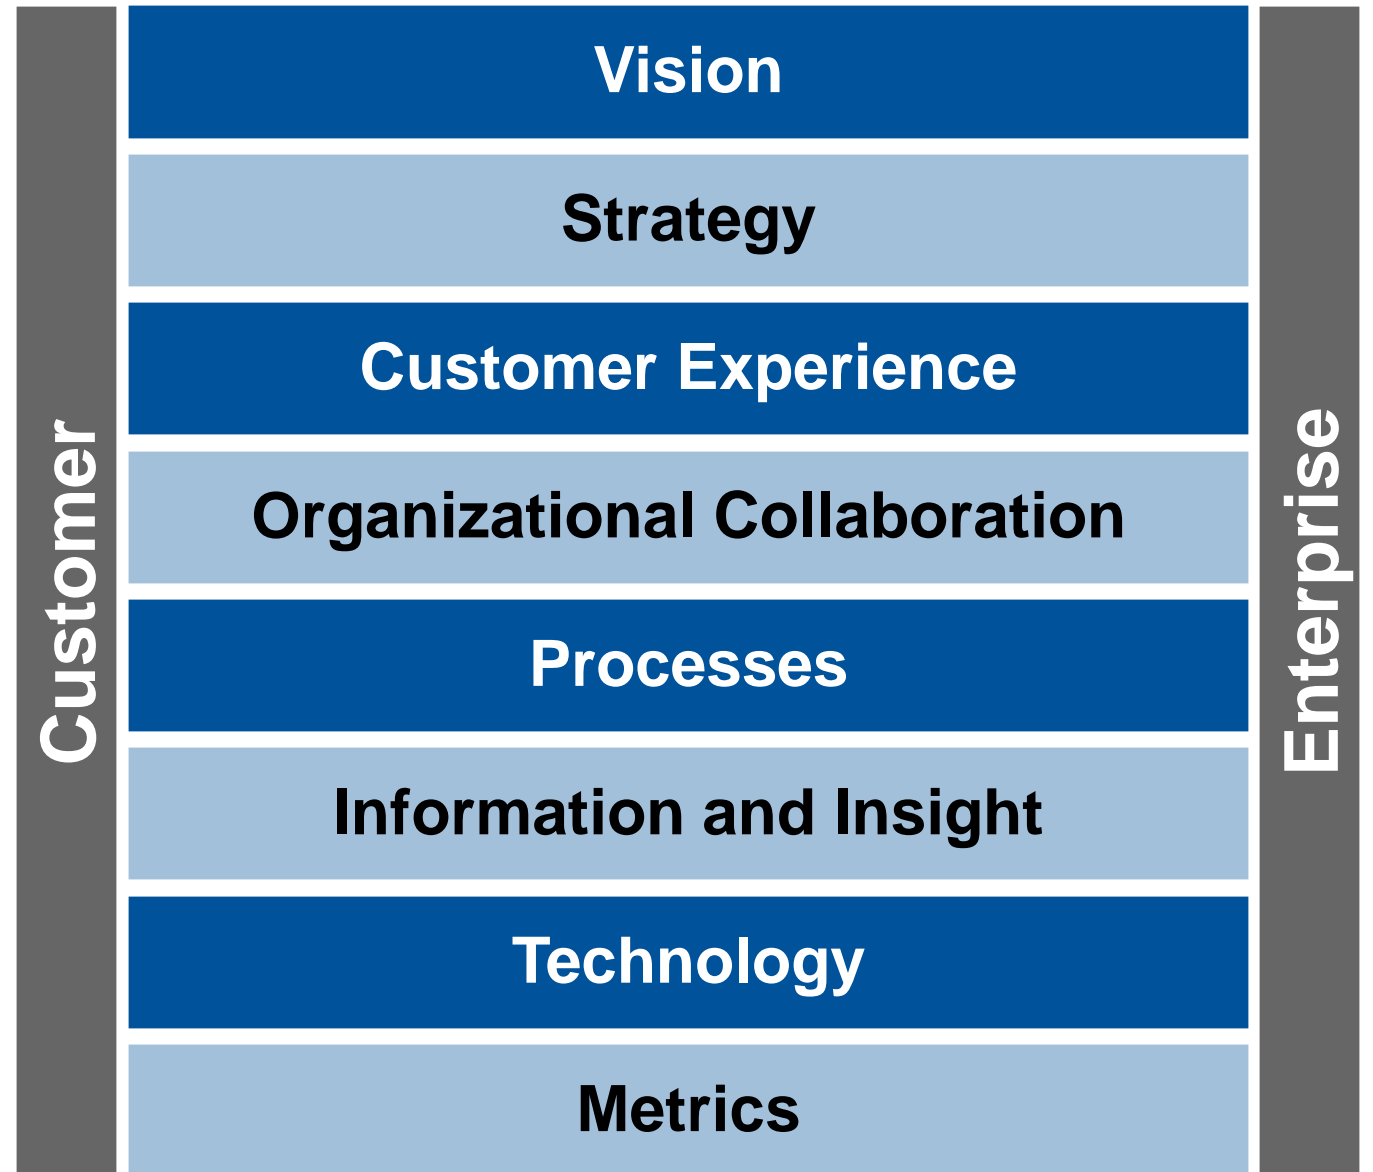 Customer
Vision
Strategy
Customer Experience
Organizational Collaboration
Processes
Information and Insight
Technology
Metrics
Enterprise